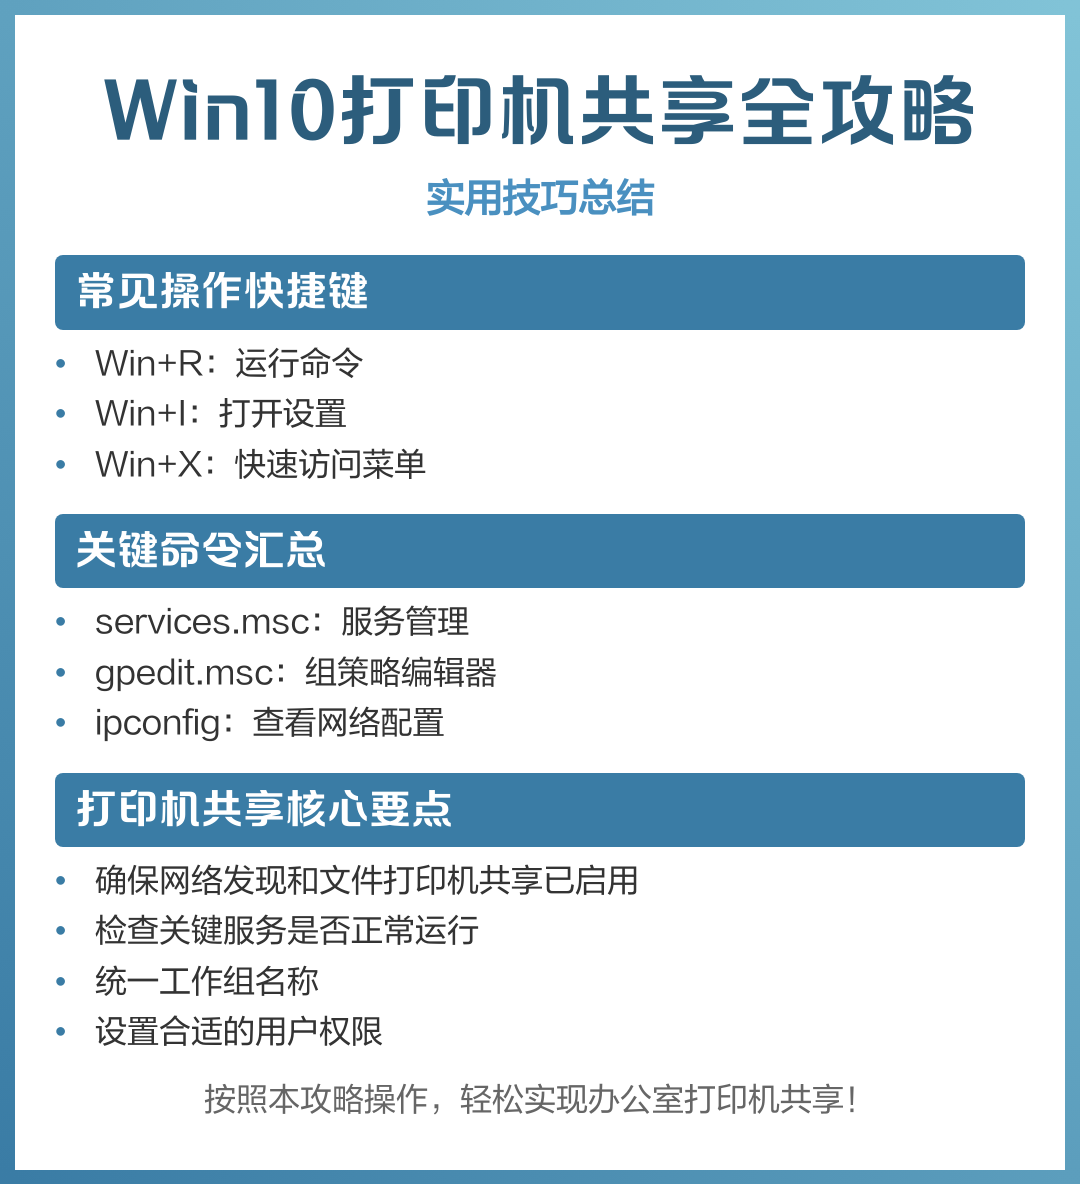 Win10打印机共享全攻略
实用技巧总结
常见操作快捷键
• Win+R：运行命令
• Win+I：打开设置
• Win+X：快速访问菜单
关键命令汇总
• services.msc：服务管理
• gpedit.msc：组策略编辑器
• ipconfig：查看网络配置
打印机共享核心要点
• 确保网络发现和文件打印机共享已启用
• 检查关键服务是否正常运行
• 统一工作组名称
• 设置合适的用户权限
按照本攻略操作，轻松实现办公室打印机共享！